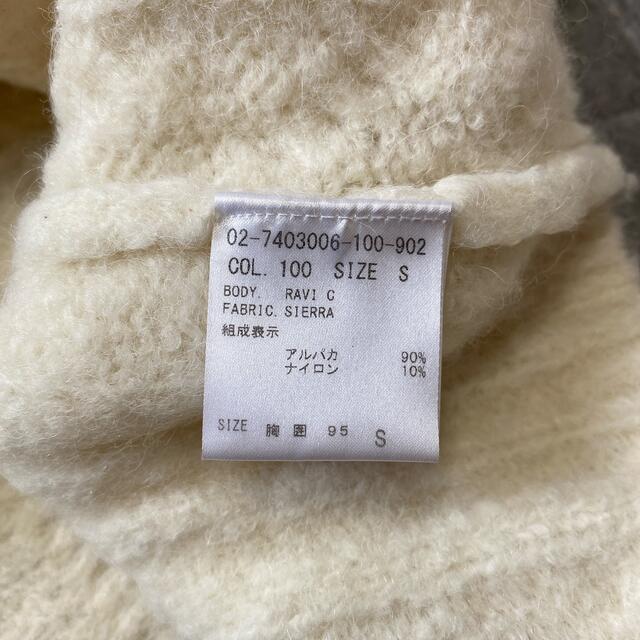 02-7403006-100-902
COL. 100 SIZE S
BODY. RAVI C
FABRIC. SIERRA
組成表示
アルパカ 90%
ナイロン 10%
SIZE 胸囲 95 S